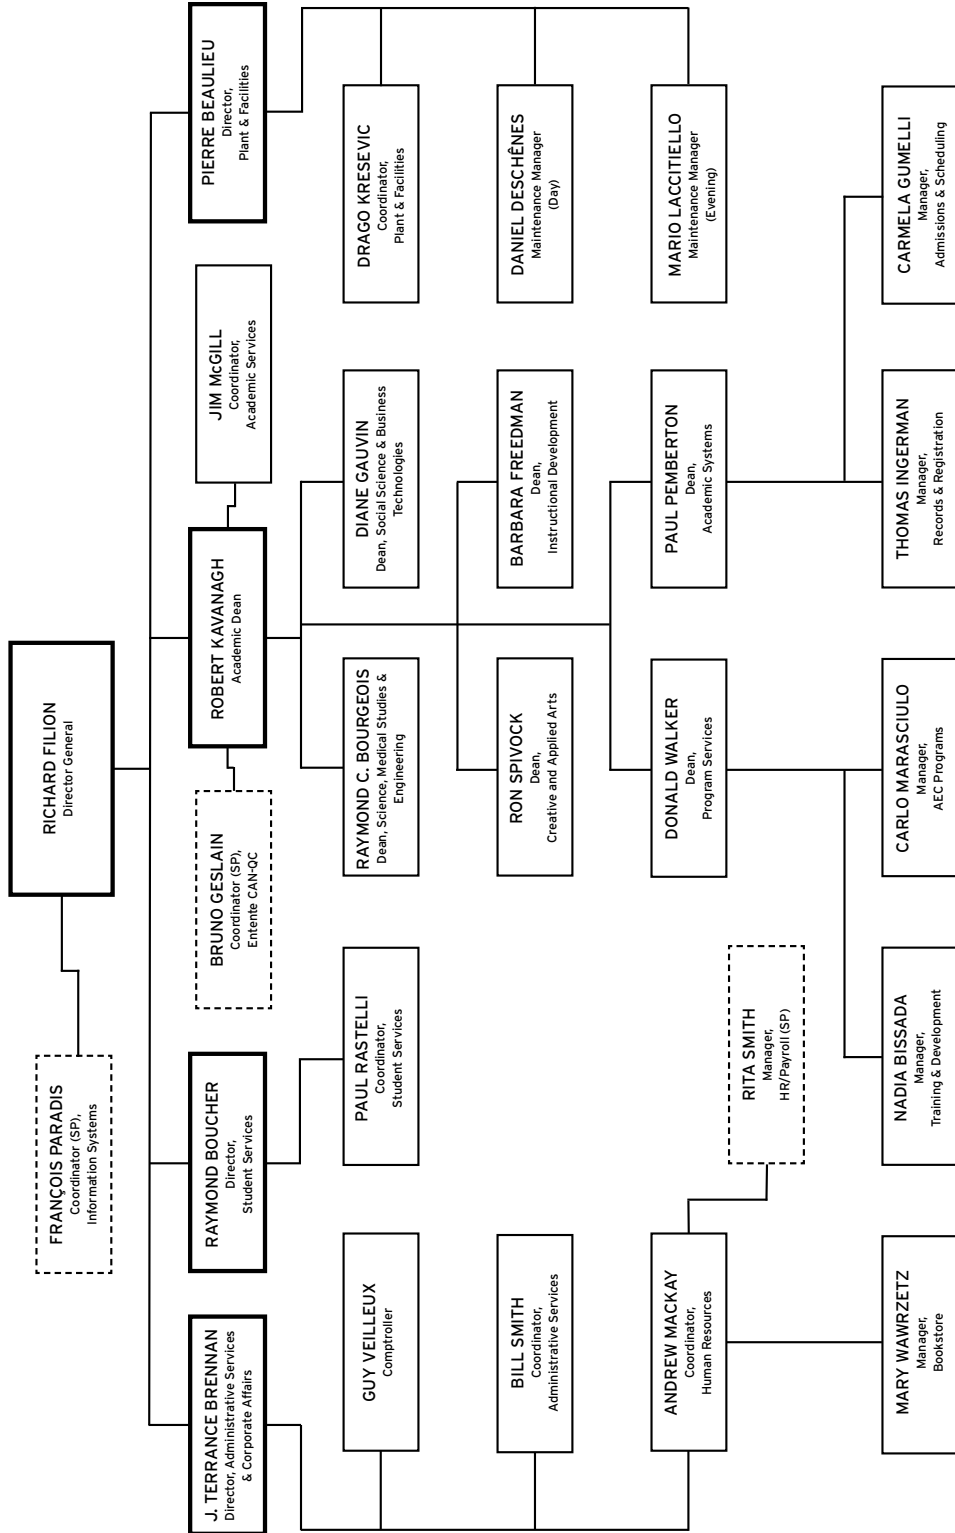 RICHARD FILION
Director General
FRANÇOIS PARADIS
Coordinator (SP),
Information Systems
J. TERRANCE BRENNAN
Director, Administrative Services
& Corporate Affairs
RAYMOND BOUCHER
Director,
Student Services
BRUNO GESLAIN
Coordinator (SP),
Entente CAN-QC
ROBERT KAVANAGH
Academic Dean
JIM McGILL
Coordinator,
Academic Services
PIERRE BEAULIEU
Director,
Plant & Facilities
GUY VEILLEUX
Comptroller
PAUL RASTELLI
Coordinator,
Student Services
RAYMOND C. BOURGEOIS
Dean, Science, Medical Studies &
Engineering
DIANE GAUVIN
Dean, Social Science & Business
Technologies
DRAGO KRESEVIC
Coordinator,
Plant & Facilities
BILL SMITH
Coordinator,
Administrative Services
RON SPIVOCK
Dean,
Creative and Applied Arts
BARBARA FREEDMAN
Dean,
Instructional Development
DANIEL DESCHÊNES
Maintenance Manager
(Day)
ANDREW MACKAY
Coordinator,
Human Resources
RITA SMITH
Manager,
HR/Payroll (SP)
DONALD WALKER
Dean,
Program Services
PAUL PEMBERTON
Dean,
Academic Systems
MARIO LACCITIELLO
Maintenance Manager
(Evening)
MARY WAWRZETZ
Manager,
Bookstore
NADIA BISSADA
Manager,
Training & Development
CARLO MARASCIULO
Manager,
AEC Programs
THOMAS INGERMAN
Manager,
Records & Registration
CARMELA GUMELLI
Manager,
Admissions & Scheduling